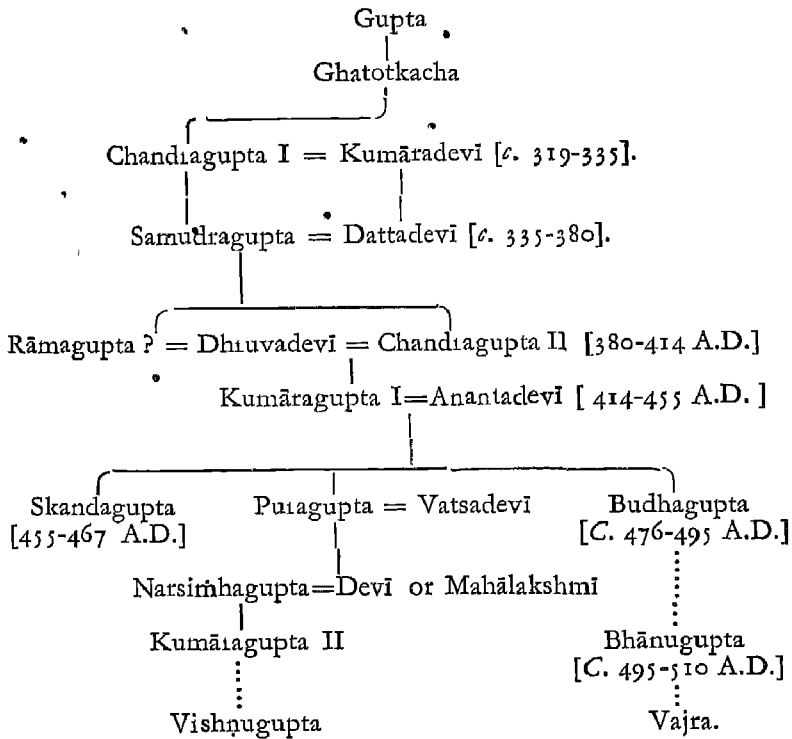 Gupta
Ghatotkacha
Chandragupta I = Kumāradevī [c. 319-335].
Samudragupta = Dattadevī [c. 335-380].
Rāmagupta ? = Dhruvadevī = Chandragupta II [380-414 A.D.]
Kumāragupta I=Anantadevī [ 414-455 A.D. ]
Skandagupta Puragupta = Vatsadevī Budhagupta
[455-467 A.D.] [C. 476-495 A.D.]
Narsiṁhagupta=Devī or Mahālakshmī
Kumāragupta II Bhānugupta
[C. 495-510 A.D.]
Vishṇugupta Vajra.